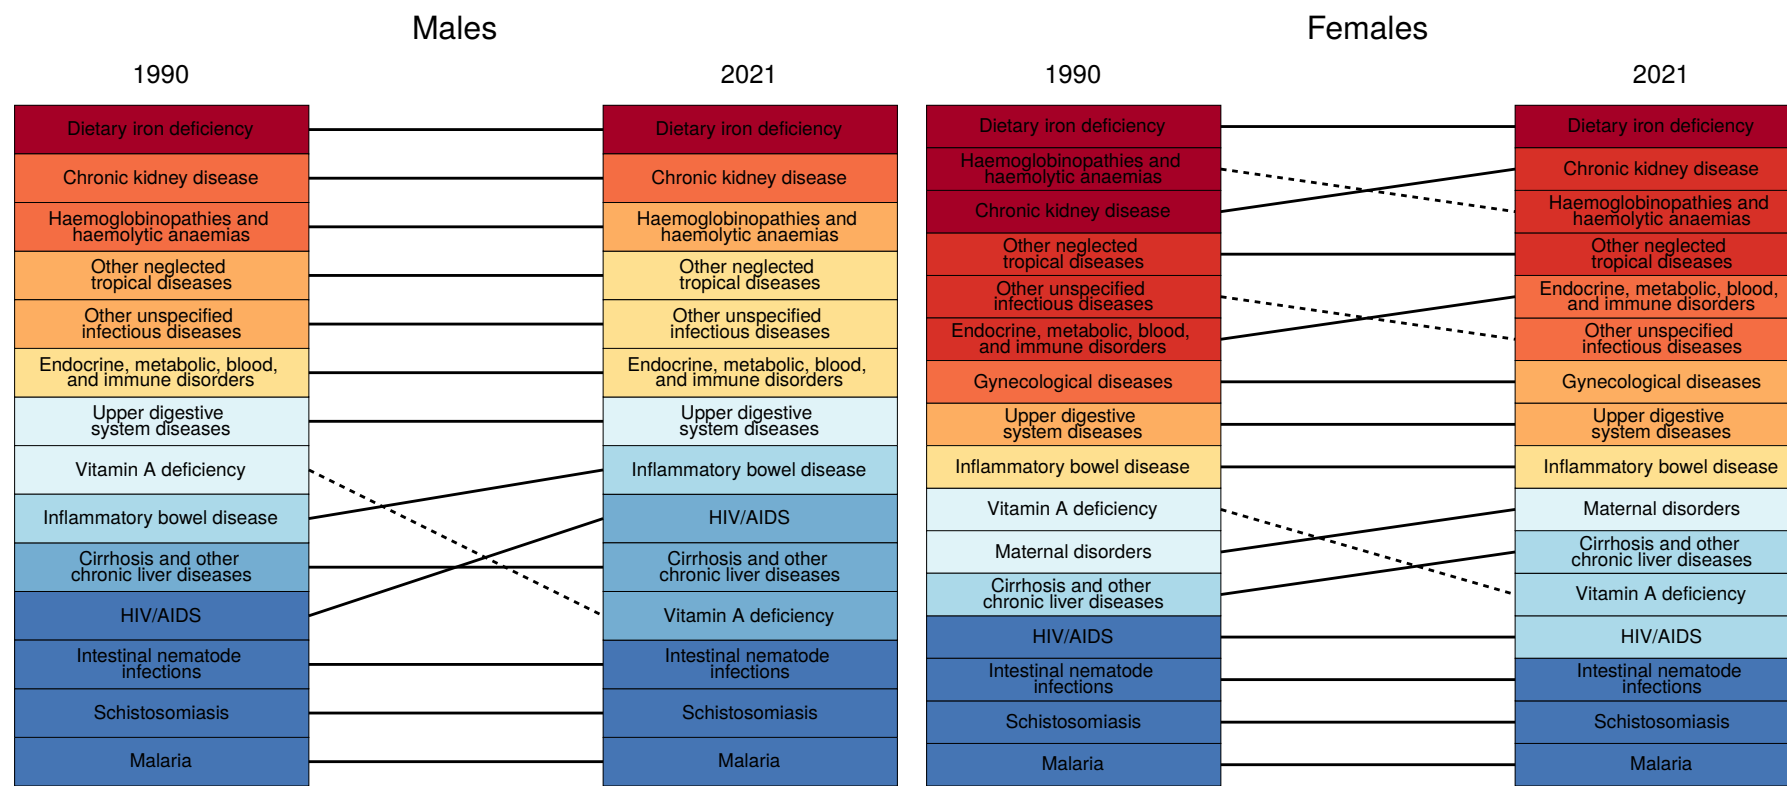 Males
1990
2021
Dietary iron deficiency
Chronic kidney disease
Haemoglobinopathies and
haemolytic anaemias
Other neglected
tropical diseases
Other unspecified
infectious diseases
Endocrine, metabolic, blood,
and immune disorders
Upper digestive
system diseases
Vitamin A deficiency
Inflammatory bowel disease
Cirrhosis and other
chronic liver diseases
HIV/AIDS
Intestinal nematode
infections
Schistosomiasis
Malaria
Dietary iron deficiency
Chronic kidney disease
Haemoglobinopathies and
haemolytic anaemias
Other neglected
tropical diseases
Other unspecified
infectious diseases
Endocrine, metabolic, blood,
and immune disorders
Upper digestive
system diseases
Inflammatory bowel disease
HIV/AIDS
Cirrhosis and other
chronic liver diseases
Vitamin A deficiency
Intestinal nematode
infections
Schistosomiasis
Malaria
Females
1990
2021
Dietary iron deficiency
Haemoglobinopathies and
haemolytic anaemias
Chronic kidney disease
Other neglected
tropical diseases
Other unspecified
infectious diseases
Endocrine, metabolic, blood,
and immune disorders
Gynecological diseases
Upper digestive
system diseases
Inflammatory bowel disease
Vitamin A deficiency
Maternal disorders
Cirrhosis and other
chronic liver diseases
HIV/AIDS
Intestinal nematode
infections
Schistosomiasis
Malaria
Dietary iron deficiency
Chronic kidney disease
Haemoglobinopathies and
haemolytic anaemias
Other neglected
tropical diseases
Endocrine, metabolic, blood,
and immune disorders
Other unspecified
infectious diseases
Gynecological diseases
Upper digestive
system diseases
Inflammatory bowel disease
Maternal disorders
Cirrhosis and other
chronic liver diseases
Vitamin A deficiency
HIV/AIDS
Intestinal nematode
infections
Schistosomiasis
Malaria